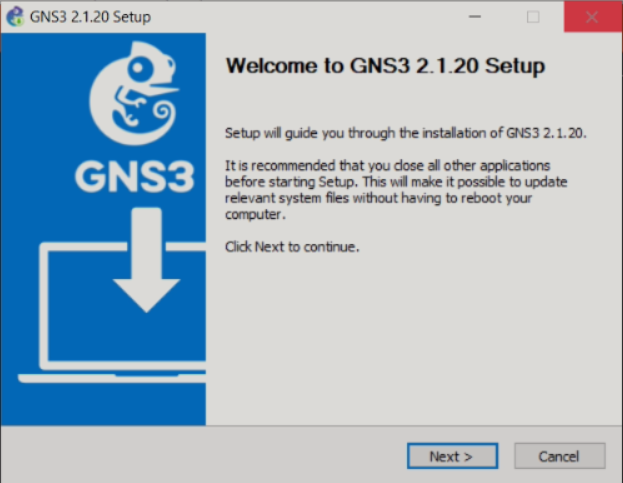 GNS3 2.1.20 Setup
Welcome to GNS3 2.1.20 Setup
Setup will guide you through the installation of GNS3 2.1.20.
It is recommended that you close all other applications
before starting Setup. This will make it possible to update
relevant system files without having to reboot your
computer.
Click Next to continue.
GNS3
Next >
Cancel